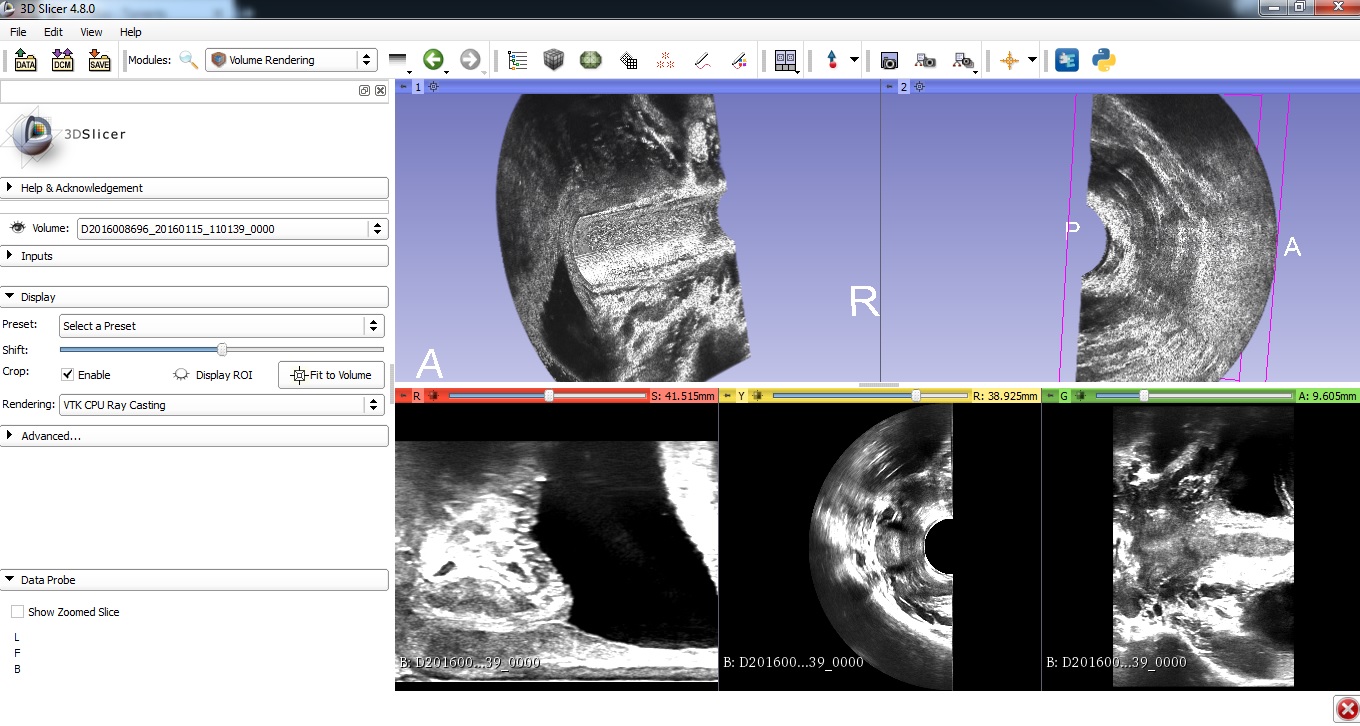 3D Slicer 4.8.0
File Edit View Help
DATA DCM SAVE Modules: Volume Rendering
1 2
3DSlicer
Help & Acknowledgement
Volume: D2016008696_20160115_110139_0000
Inputs
Display
Preset: Select a Preset
Shift:
Crop: Enable Display ROI Fit to Volume
Rendering: VTK CPU Ray Casting
Advanced...
Data Probe
Show Zoomed Slice
L
F
B
A
R
P
A
R S: 41.515mm
Y R: 38.925mm
G A: 9.605mm
B: D201600...39_0000
B: D201600...39_0000
B: D201600...39_0000